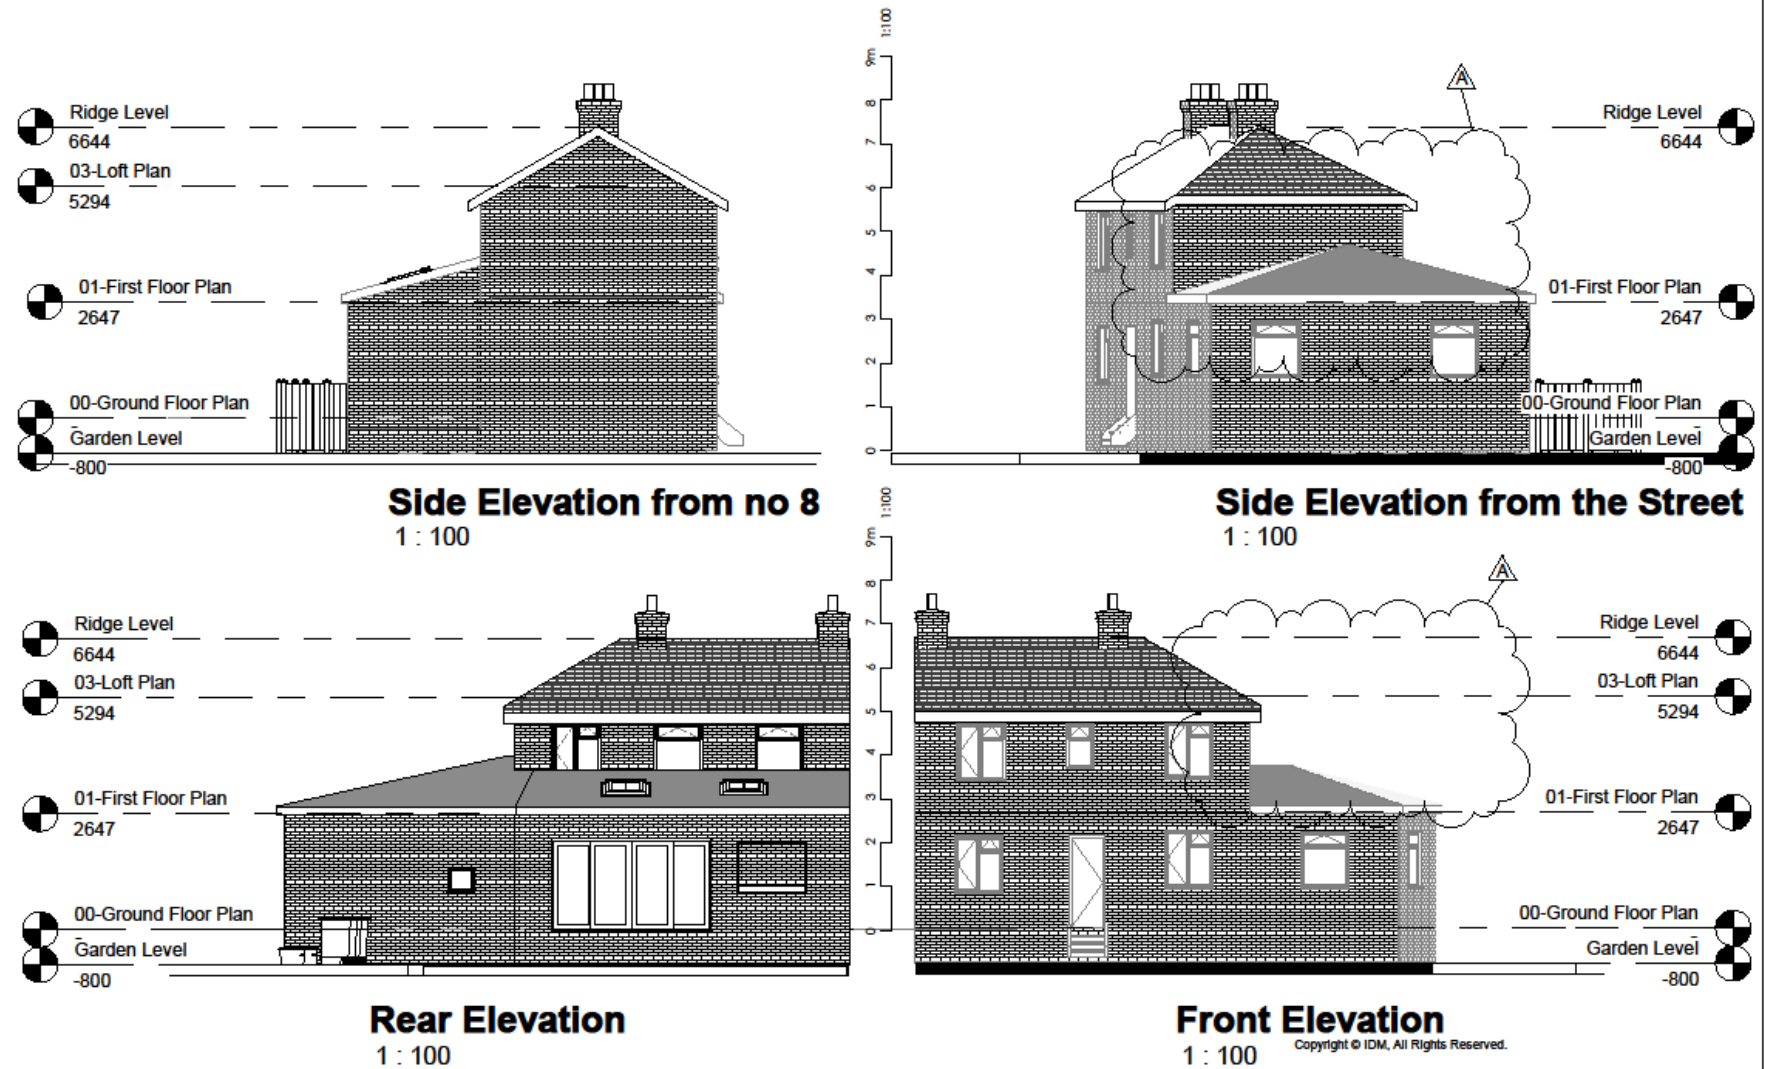 1:100
9m
8
7
6
5
4
3
2
1
0
Ridge Level
6644
03-Loft Plan
5294
01-First Floor Plan
2647
00-Ground Floor Plan
-
Garden Level
-800
Side Elevation from no 8
1 : 100
A
Ridge Level
6644
01-First Floor Plan
2647
00-Ground Floor Plan
-
Garden Level
-800
Side Elevation from the Street
1 : 100
1:100
9m
8
7
6
5
4
3
2
1
0
Ridge Level
6644
03-Loft Plan
5294
01-First Floor Plan
2647
00-Ground Floor Plan
-
Garden Level
-800
Rear Elevation
1 : 100
A
Ridge Level
6644
03-Loft Plan
5294
01-First Floor Plan
2647
00-Ground Floor Plan
-
Garden Level
-800
Front Elevation
1 : 100
Copyright © IDM, All Rights Reserved.